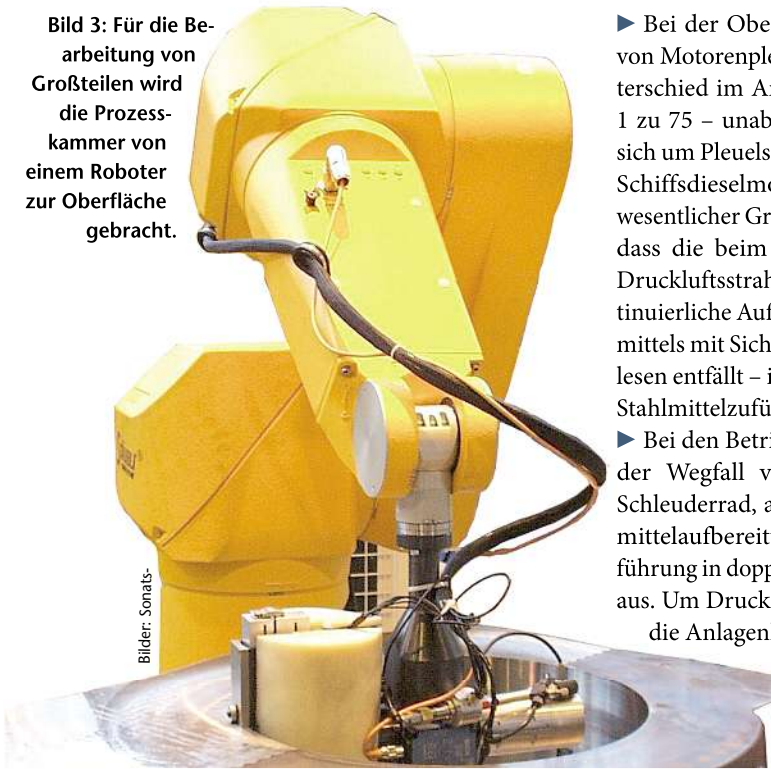 Bild 3: Für die Be-
arbeitung von
Großteilen wird
die Prozess-
kammer von
einem Roboter
zur Oberfläche
gebracht.
Bilder: Sonats-
▶ Bei der Obe
von Motorenple
terschied im A
1 zu 75 – unab
sich um Pleuels
Schiffsdieselmo
wesentlicher Gr
dass die beim
Druckluftsstrah
tinuierliche Auf
mittels mit Sich
lesen entfällt – i
Stahlmittelzufü
▶ Bei den Betri
der Wegfall v
Schleuderrad, a
mittelaufbereit
führung in dopp
aus. Um Druck
die Anlagen